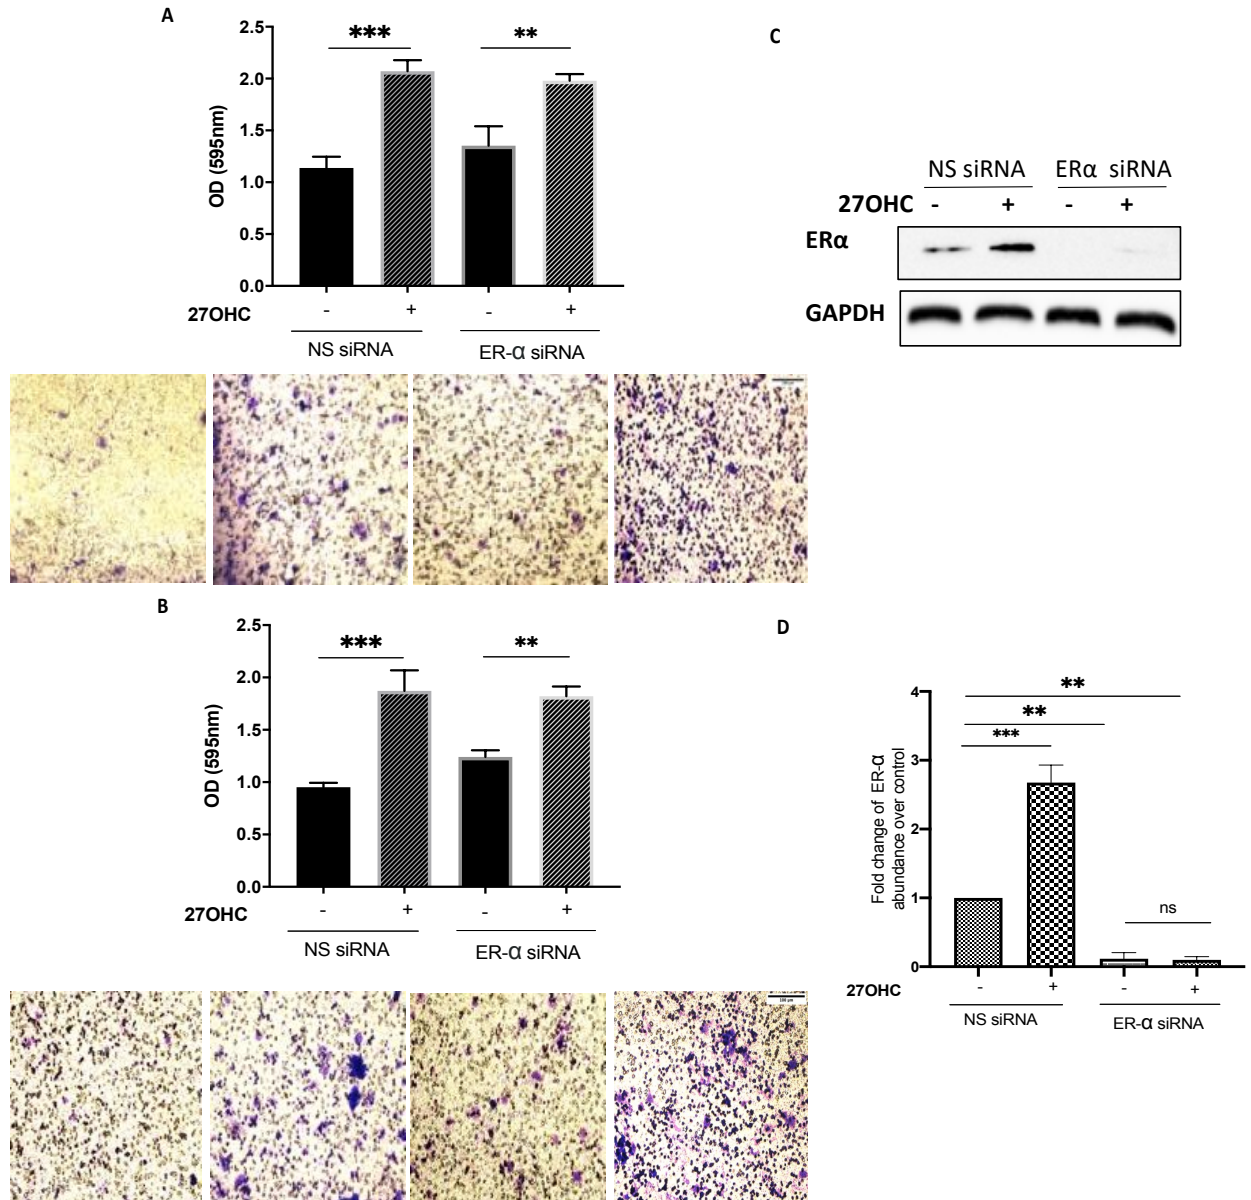 A
2.5
2.0
1.5
1.0
0.5
0.0
OD (595nm)
***
**
27OHC - + - +
NS siRNA ER-α siRNA
B
2.5
2.0
1.5
1.0
0.5
0.0
OD (595nm)
***
**
27OHC - + - +
NS siRNA ER-α siRNA
100 μm
C
NS siRNA ERα siRNA
27OHC - + - +
ERα
GAPDH
D
4
3
2
1
0
Fold change of ER-α
abundance over control
**
**
***
ns
27OHC - + - +
NS siRNA ER-α siRNA